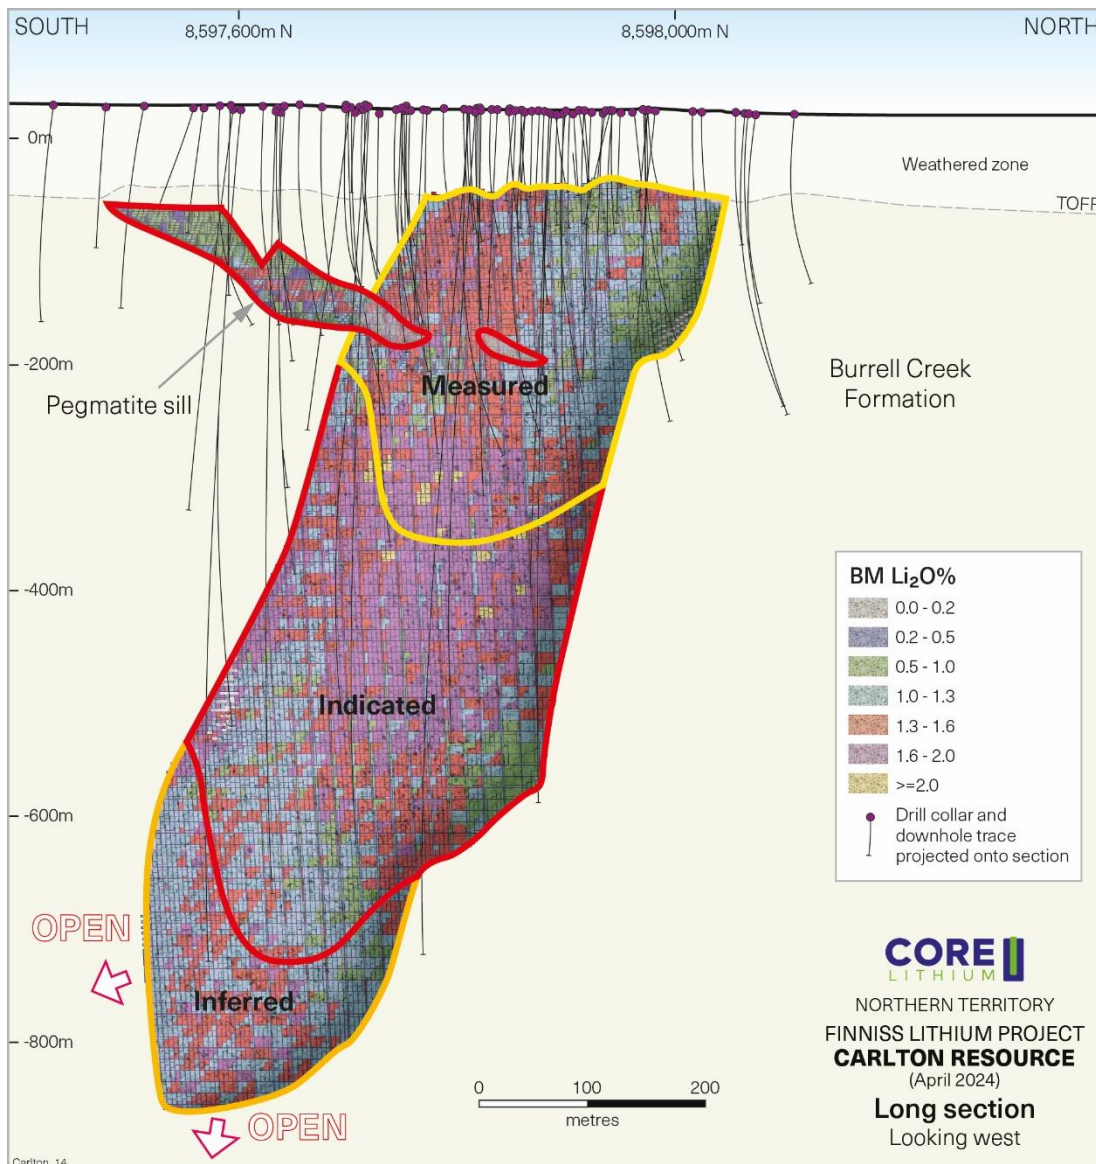 SOUTH
8,597,600m N
8,598,000m N
NORTH
0m
Weathered zone
TOFR
-200m
Measured
Pegmatite sill
Burrell Creek
Formation
-400m
BM Li₂O%
0.0 - 0.2
0.2 - 0.5
0.5 - 1.0
1.0 - 1.3
1.3 - 1.6
1.6 - 2.0
>=2.0
Drill collar and
downhole trace
projected onto section
Indicated
-600m
OPEN
Inferred
-800m
OPEN
0 100 200
metres
CORE
LITHIUM
NORTHERN TERRITORY
FINNISS LITHIUM PROJECT
CARLTON RESOURCE
(April 2024)
Long section
Looking west
Carlton_14